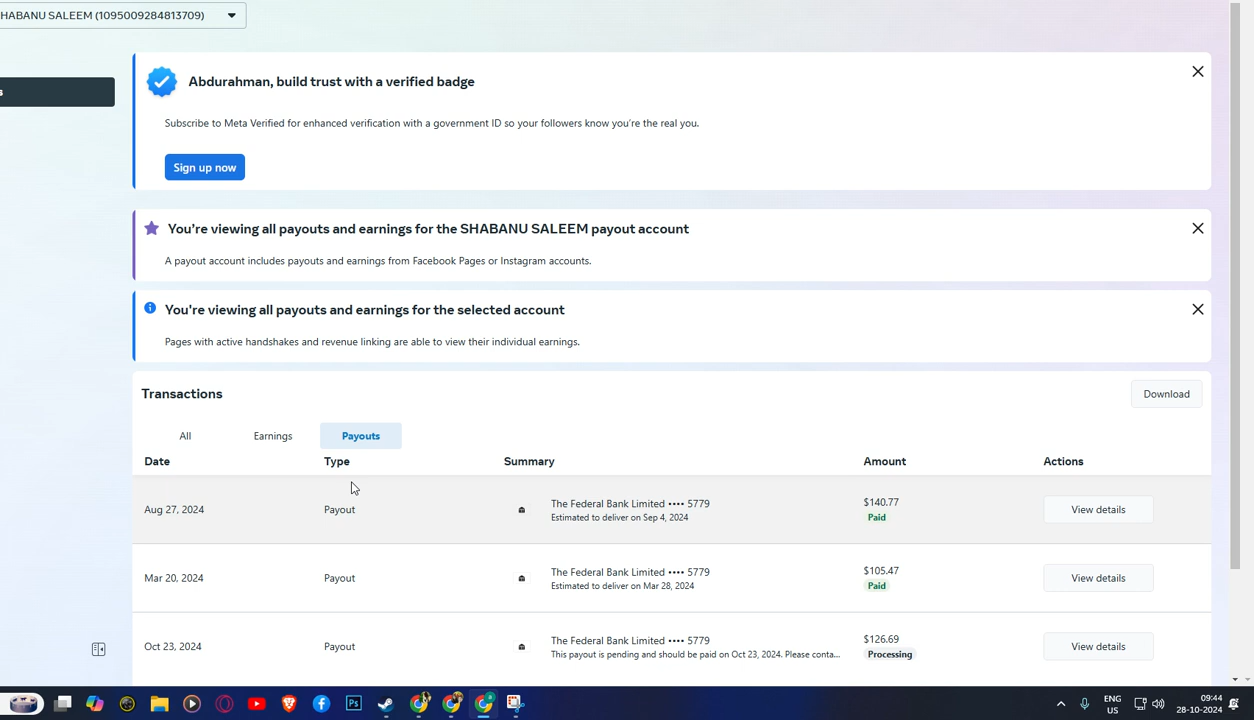 HABANU SALEEM (1095009284813709)
s
Abdurahman, build trust with a verified badge
Subscribe to Meta Verified for enhanced verification with a government ID so your followers know you're the real you.
Sign up now
You're viewing all payouts and earnings for the SHABANU SALEEM payout account
A payout account includes payouts and earnings from Facebook Pages or Instagram accounts.
You're viewing all payouts and earnings for the selected account
Pages with active handshakes and revenue linking are able to view their individual earnings.
Transactions
Download
All Earnings Payouts
Date Type Summary Amount Actions
Aug 27, 2024 Payout The Federal Bank Limited •••• 5779 $140.77 View details
Estimated to deliver on Sep 4, 2024 Paid
Mar 20, 2024 Payout The Federal Bank Limited •••• 5779 $105.47 View details
Estimated to deliver on Mar 28, 2024 Paid
Oct 23, 2024 Payout The Federal Bank Limited •••• 5779 $126.69 View details
This payout is pending and should be paid on Oct 23, 2024. Please conta... Processing
Ps
ENG 09:44
US 28-10-2024